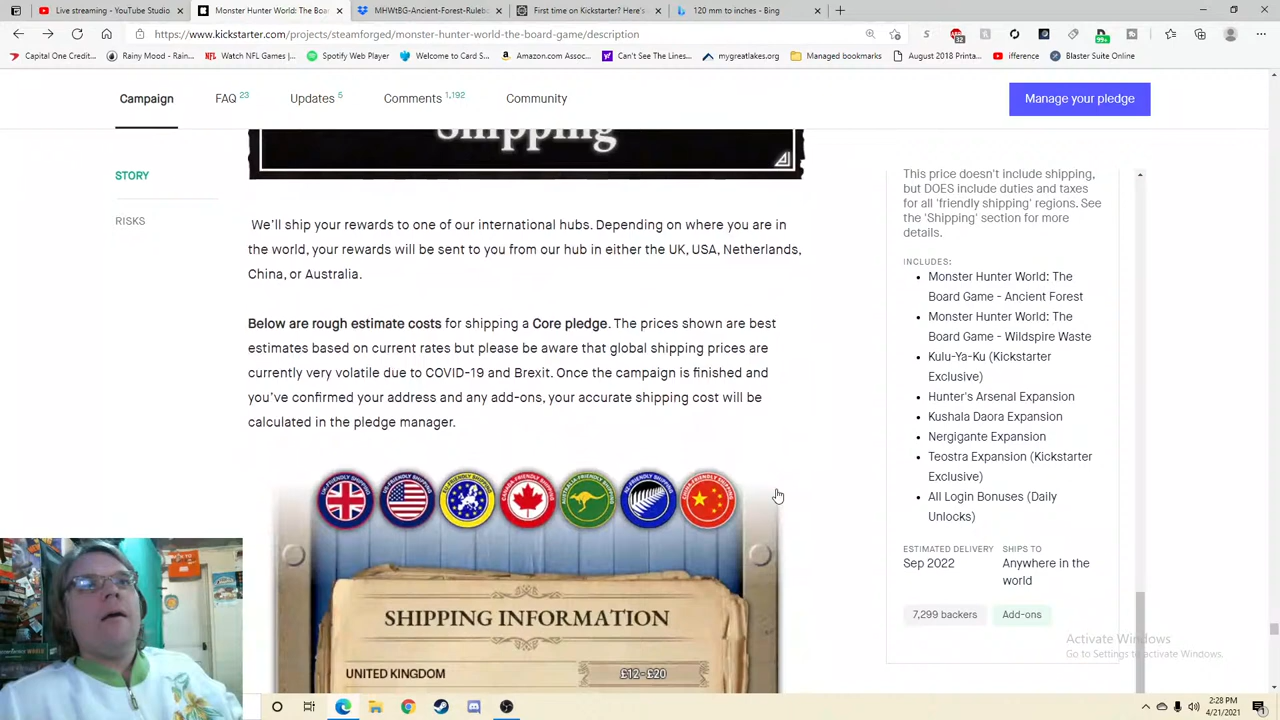 Live streaming - YouTube Studio
Monster Hunter World: The Boa
MHWtBG-Ancient-Forest-Ruleb
First time on Kickstarter? Here's
120 mm to inches - Bing
https://www.kickstarter.com/projects/steamforged/monster-hunter-world-the-board-game/description
32
99+
Capital One Credit...
Rainy Mood - Rain...
Watch NFL Games |...
Spotify Web Player
Welcome to Card S...
Amazon.com Assoc...
Can't See The Lines...
mygreatlakes.org
Managed bookmarks
August 2018 Printa...
ifference
Blaster Suite Online
Campaign
FAQ 23
Updates 5
Comments 1,192
Community
Manage your pledge
Shipping
STORY
RISKS
We'll ship your rewards to one of our international hubs. Depending on where you are in
the world, your rewards will be sent to you from our hub in either the UK, USA, Netherlands,
China, or Australia.
Below are rough estimate costs for shipping a Core pledge. The prices shown are best
estimates based on current rates but please be aware that global shipping prices are
currently very volatile due to COVID-19 and Brexit. Once the campaign is finished and
you've confirmed your address and any add-ons, your accurate shipping cost will be
calculated in the pledge manager.
SHIPPING INFORMATION
UNITED KINGDOM
£12-£20
This price doesn't include shipping,
but DOES include duties and taxes
for all 'friendly shipping' regions. See
the 'Shipping' section for more
details.
INCLUDES:
Monster Hunter World: The
Board Game - Ancient Forest
Monster Hunter World: The
Board Game - Wildspire Waste
Kulu-Ya-Ku (Kickstarter
Exclusive)
Hunter's Arsenal Expansion
Kushala Daora Expansion
Nergigante Expansion
Teostra Expansion (Kickstarter
Exclusive)
All Login Bonuses (Daily
Unlocks)
ESTIMATED DELIVERY
Sep 2022
SHIPS TO
Anywhere in the
world
7,299 backers
Add-ons
Activate Windows
Go to Settings to activate Windows.
2:28 PM
4/21/2021